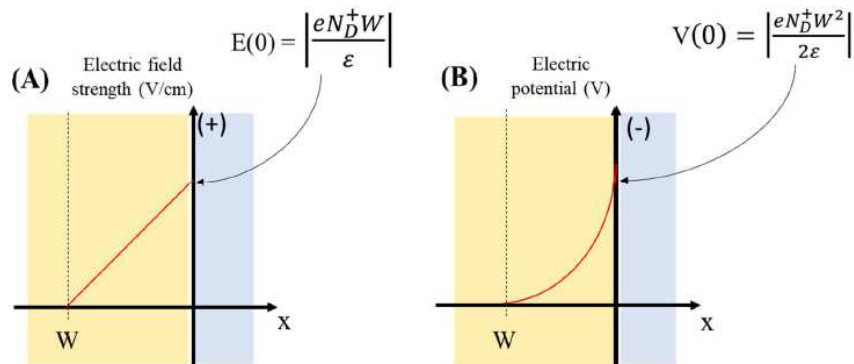 (A)
Electric field
strength (V/cm)
E(0) = |eN_D^+W/ε|
(+)
W
x
(B)
Electric
potential (V)
V(0) = |eN_D^+W^2/2ε|
(-)
W
x